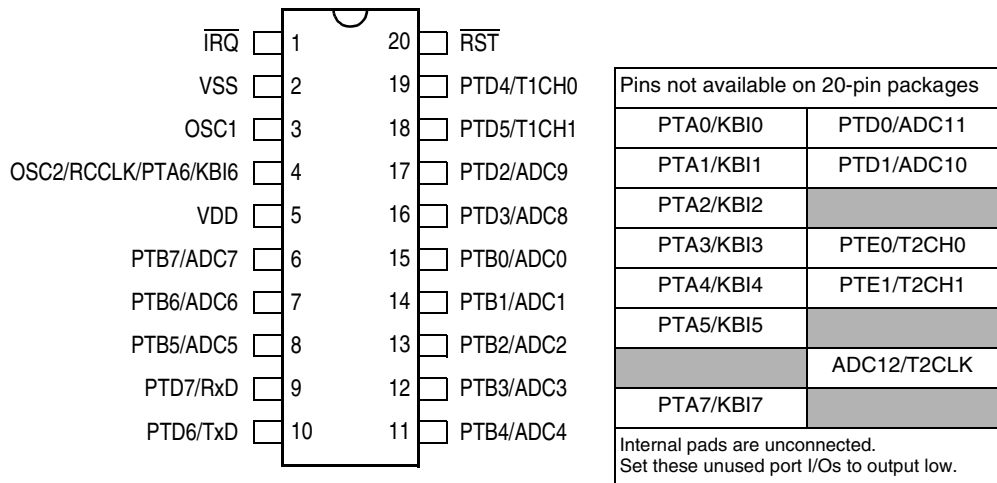 IRQ 1 20 RST
VSS 2 19 PTD4/T1CH0
OSC1 3 18 PTD5/T1CH1
OSC2/RCCLK/PTA6/KBI6 4 17 PTD2/ADC9
VDD 5 16 PTD3/ADC8
PTB7/ADC7 6 15 PTB0/ADC0
PTB6/ADC6 7 14 PTB1/ADC1
PTB5/ADC5 8 13 PTB2/ADC2
PTD7/RxD 9 12 PTB3/ADC3
PTD6/TxD 10 11 PTB4/ADC4
Pins not available on 20-pin packages
PTA0/KBI0 PTD0/ADC11
PTA1/KBI1 PTD1/ADC10
PTA2/KBI2
PTA3/KBI3 PTE0/T2CH0
PTA4/KBI4 PTE1/T2CH1
PTA5/KBI5
ADC12/T2CLK
PTA7/KBI7
Internal pads are unconnected.
Set these unused port I/Os to output low.